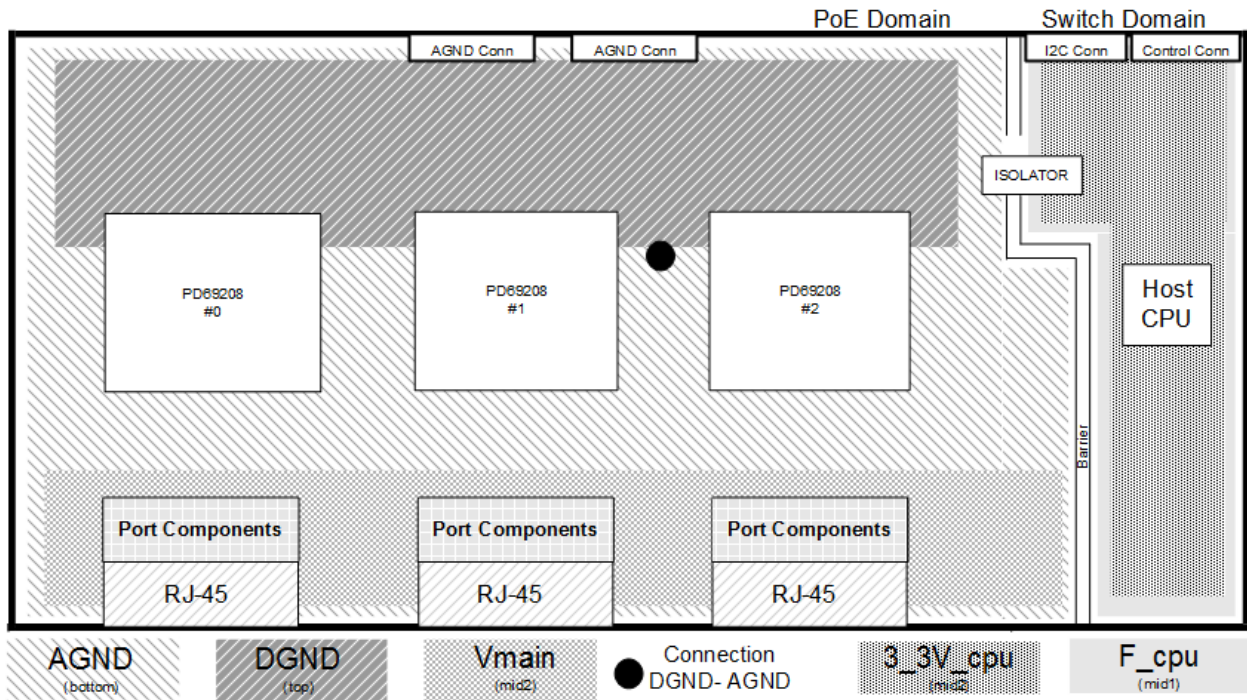 PoE Domain
Switch Domain
AGND Conn
AGND Conn
I2C Conn
Control Conn
ISOLATOR
PD69208
#0
PD69208
#1
PD69208
#2
Host
CPU
Barrier
Port Components
Port Components
Port Components
RJ-45
RJ-45
RJ-45
AGND
(bottom)
DGND
(top)
Vmain
(mid2)
Connection
DGND- AGND
3_3V_cpu
(mid2)
F_cpu
(mid1)